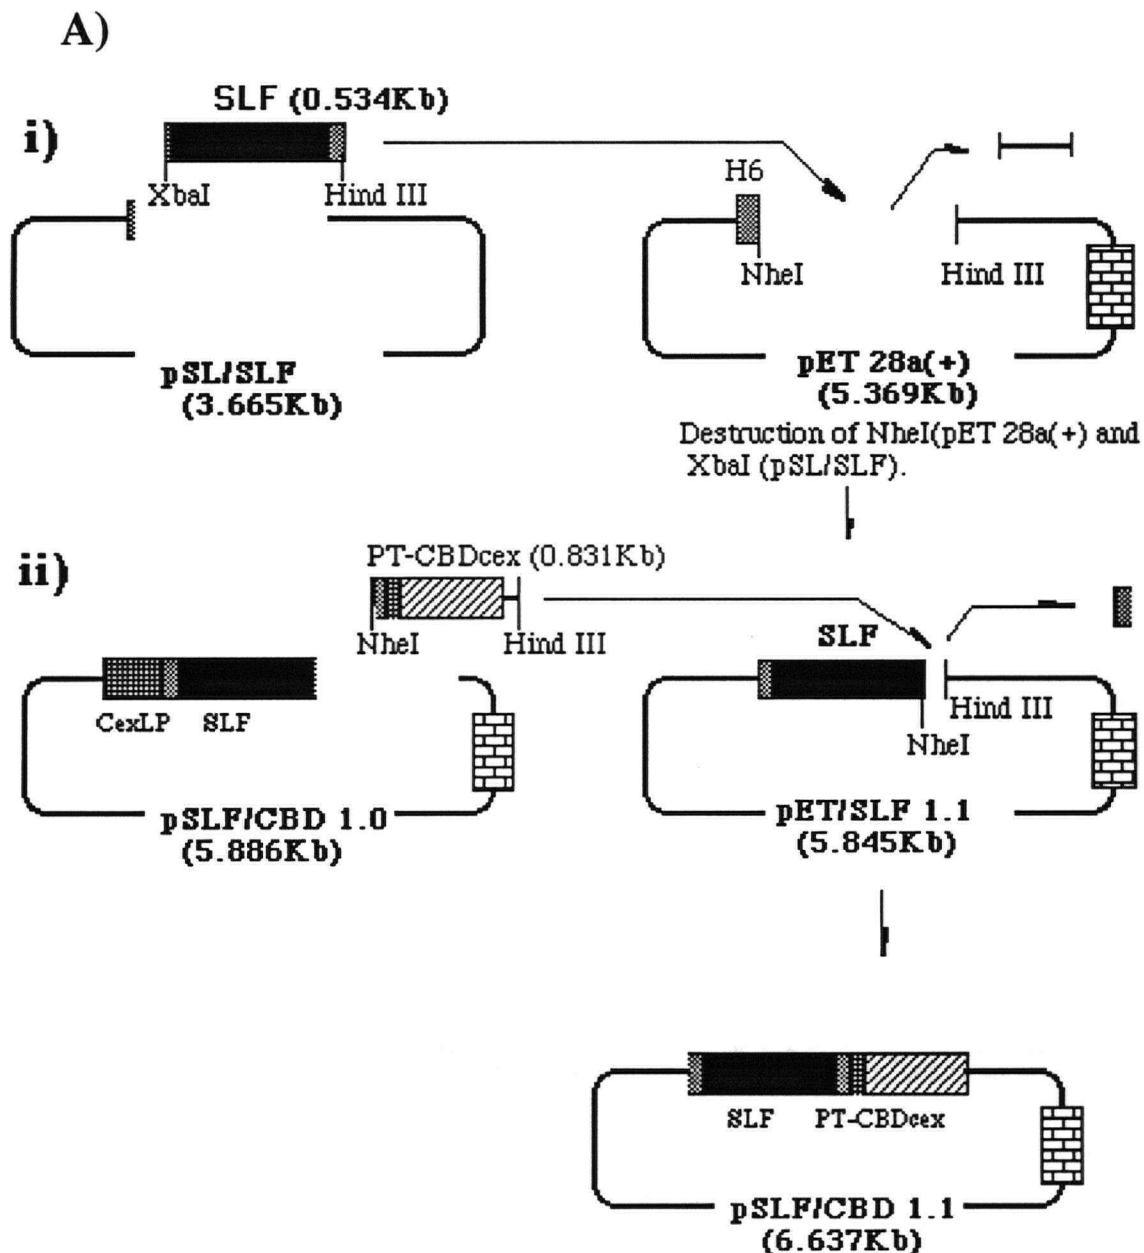 A)
i)
SLF (0.534Kb)
XbaI
Hind III
H6
NheI
Hind III
pSL/SLF
(3.665Kb)
pET 28a(+)
(5.369Kb)
Destruction of NheI(pET 28a(+) and
XbaI (pSL/SLF).
ii)
PT-CBDcex (0.831Kb)
NheI
Hind III
SLF
Hind III
NheI
CexLP
SLF
pSLF/CBD 1.0
(5.886Kb)
pET/SLF 1.1
(5.845Kb)
SLF
PT-CBDcex
pSLF/CBD 1.1
(6.637Kb)